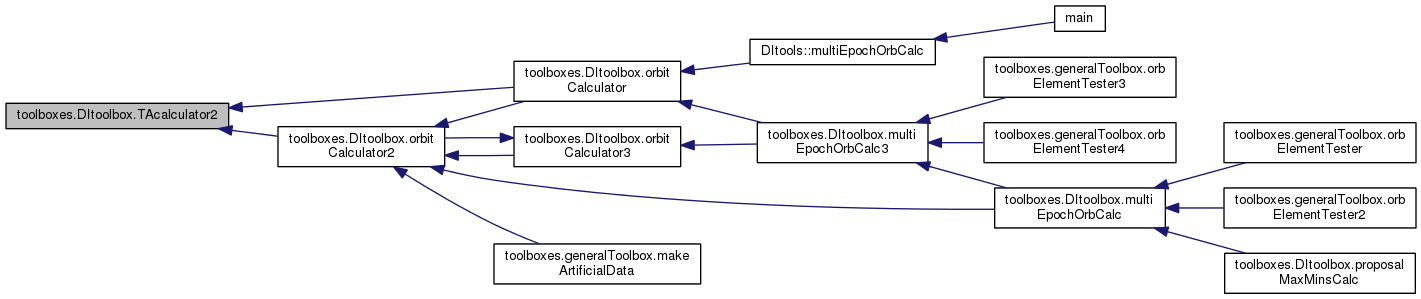 main
DItools::multiEpochOrbCalc
toolboxes.generalToolbox.orb
ElementTester3
toolboxes.DItoolbox.orbit
Calculator
toolboxes.DItoolbox.TAcalculator2
toolboxes.DItoolbox.orbit
Calculator2
toolboxes.DItoolbox.orbit
Calculator3
toolboxes.DItoolbox.multi
EpochOrbCalc3
toolboxes.generalToolbox.orb
ElementTester4
toolboxes.generalToolbox.orb
ElementTester
toolboxes.DItoolbox.multi
EpochOrbCalc
toolboxes.generalToolbox.orb
ElementTester2
toolboxes.generalToolbox.make
ArtificialData
toolboxes.DItoolbox.proposal
MaxMinsCalc